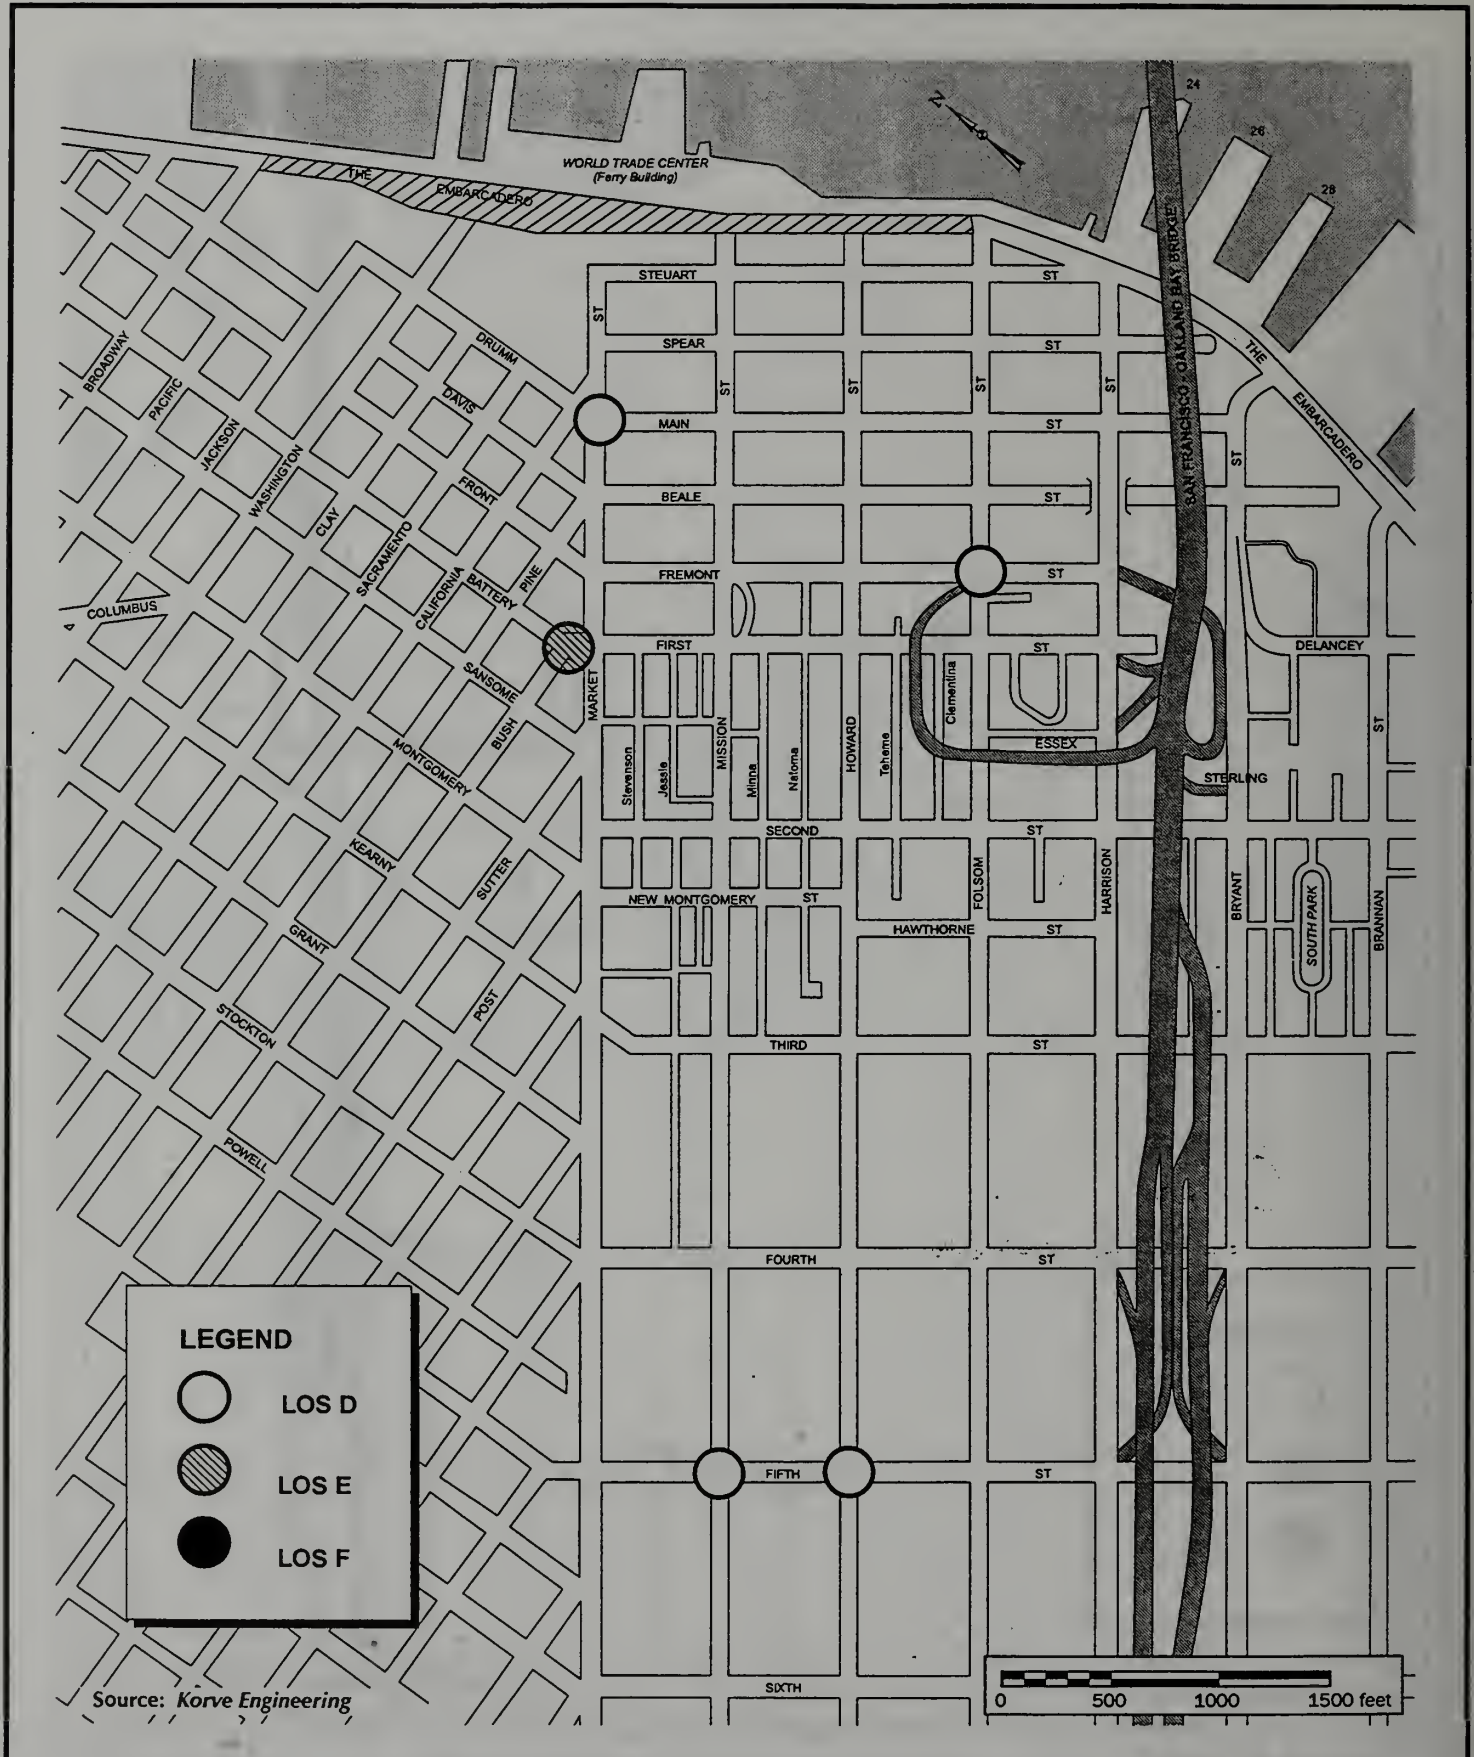 24
N
26
WORLD TRADE CENTER
(Ferry Building)
THE
EMBARCADERO
28
STEUART
ST
ST
DRUMM
SPEAR
ST
THE
BROADWAY
SAN FRANCISCO - OAKLAND BAY BRIDGE
PACIFIC
DAVIS
ST
ST
ST
ST
EMBARCADERO
JACKSON
MAIN
ST
WASHINGTON
ST
FRONT
BEALE
ST
CLAY
SACRAMENTO
CALIFORNIA
BATTERY
PINE
FREMONT
ST
COLUMBUS
FIRST
ST
DELANCEY
SANSOME
MARKET
Clementina
BUSH
MISSION
HOWARD
ST
MONTGOMERY
ESSEX
Stevenson
Jessie
Minna
Natoma
Tehama
STERLING
SECOND
ST
KEARNY
SUTTER
FOLSOM
HARRISON
BRYANT
NEW MONTGOMERY
ST
SOUTH PARK
BRANNAN
GRANT
HAWTHORNE
ST
POST
STOCKTON
THIRD
ST
POWELL
FOURTH
ST
LEGEND
LOS D
LOS E
LOS F
FIFTH
ST
SIXTH
0 500 1000 1500 feet
Source: Korve Engineering